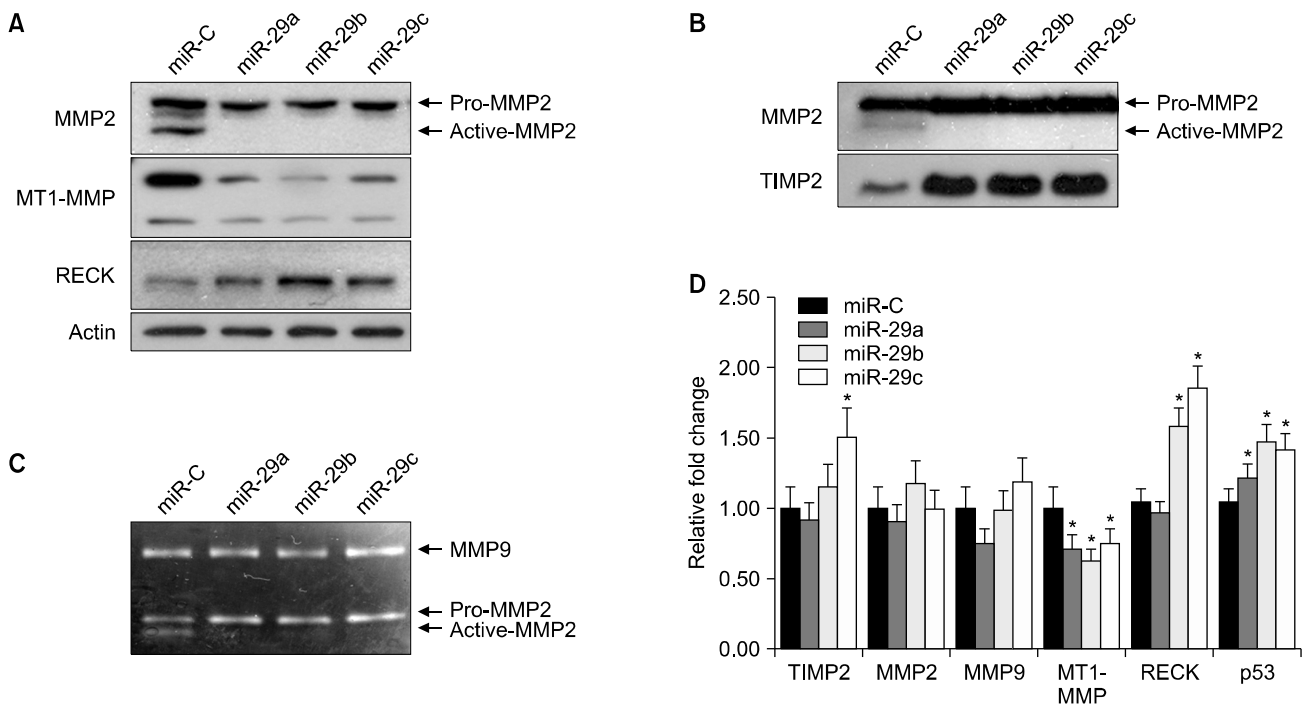 A
miR-C miR-29a miR-29b miR-29c
MMP2
Pro-MMP2
Active-MMP2
MT1-MMP
RECK
Actin
B
miR-C miR-29a miR-29b miR-29c
MMP2
Pro-MMP2
Active-MMP2
TIMP2
C
miR-C miR-29a miR-29b miR-29c
MMP9
Pro-MMP2
Active-MMP2
D
Relative fold change
2.50
2.00
1.50
1.00
0.50
0.00
miR-C
miR-29a
miR-29b
miR-29c
* * * * * * * * *
TIMP2 MMP2 MMP9 MT1-MMP RECK p53